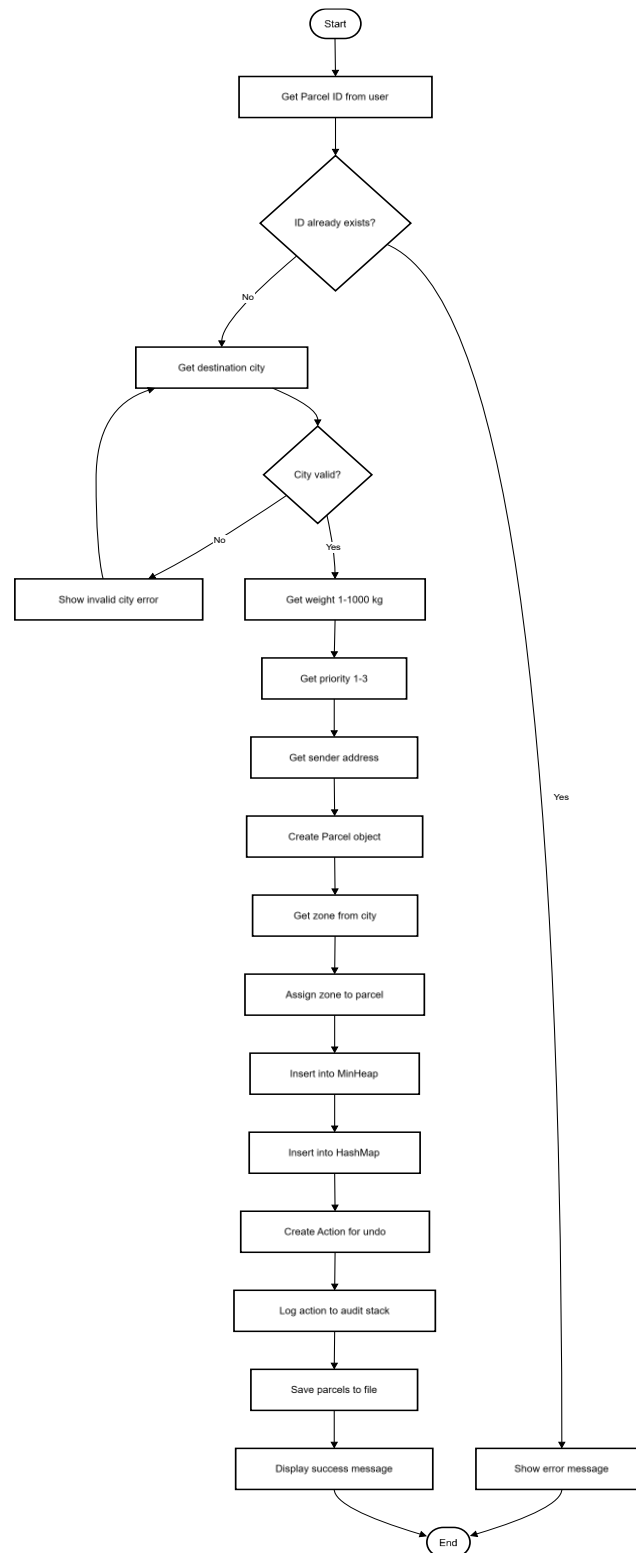 Start
Get Parcel ID from user
ID already exists?
No
Get destination city
City valid?
No
Yes
Show invalid city error
Get weight 1-1000 kg
Get priority 1-3
Get sender address
Yes
Create Parcel object
Get zone from city
Assign zone to parcel
Insert into MinHeap
Insert into HashMap
Create Action for undo
Log action to audit stack
Save parcels to file
Display success message
Show error message
End